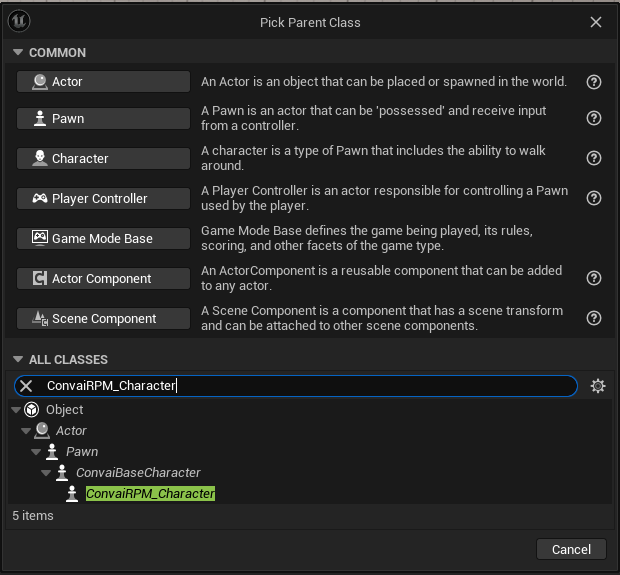 Pick Parent Class
COMMON
Actor
An Actor is an object that can be placed or spawned in the world.
Pawn
A Pawn is an actor that can be 'possessed' and receive input
from a controller.
Character
A character is a type of Pawn that includes the ability to walk
around.
Player Controller
A Player Controller is an actor responsible for controlling a Pawn
used by the player.
Game Mode Base
Game Mode Base defines the game being played, its rules,
scoring, and other facets of the game type.
Actor Component
An ActorComponent is a reusable component that can be added
to any actor.
Scene Component
A Scene Component is a component that has a scene transform
and can be attached to other scene components.
ALL CLASSES
ConvaiRPM_Character
Object
Actor
Pawn
ConvaiBaseCharacter
ConvaiRPM_Character
5 items
Cancel